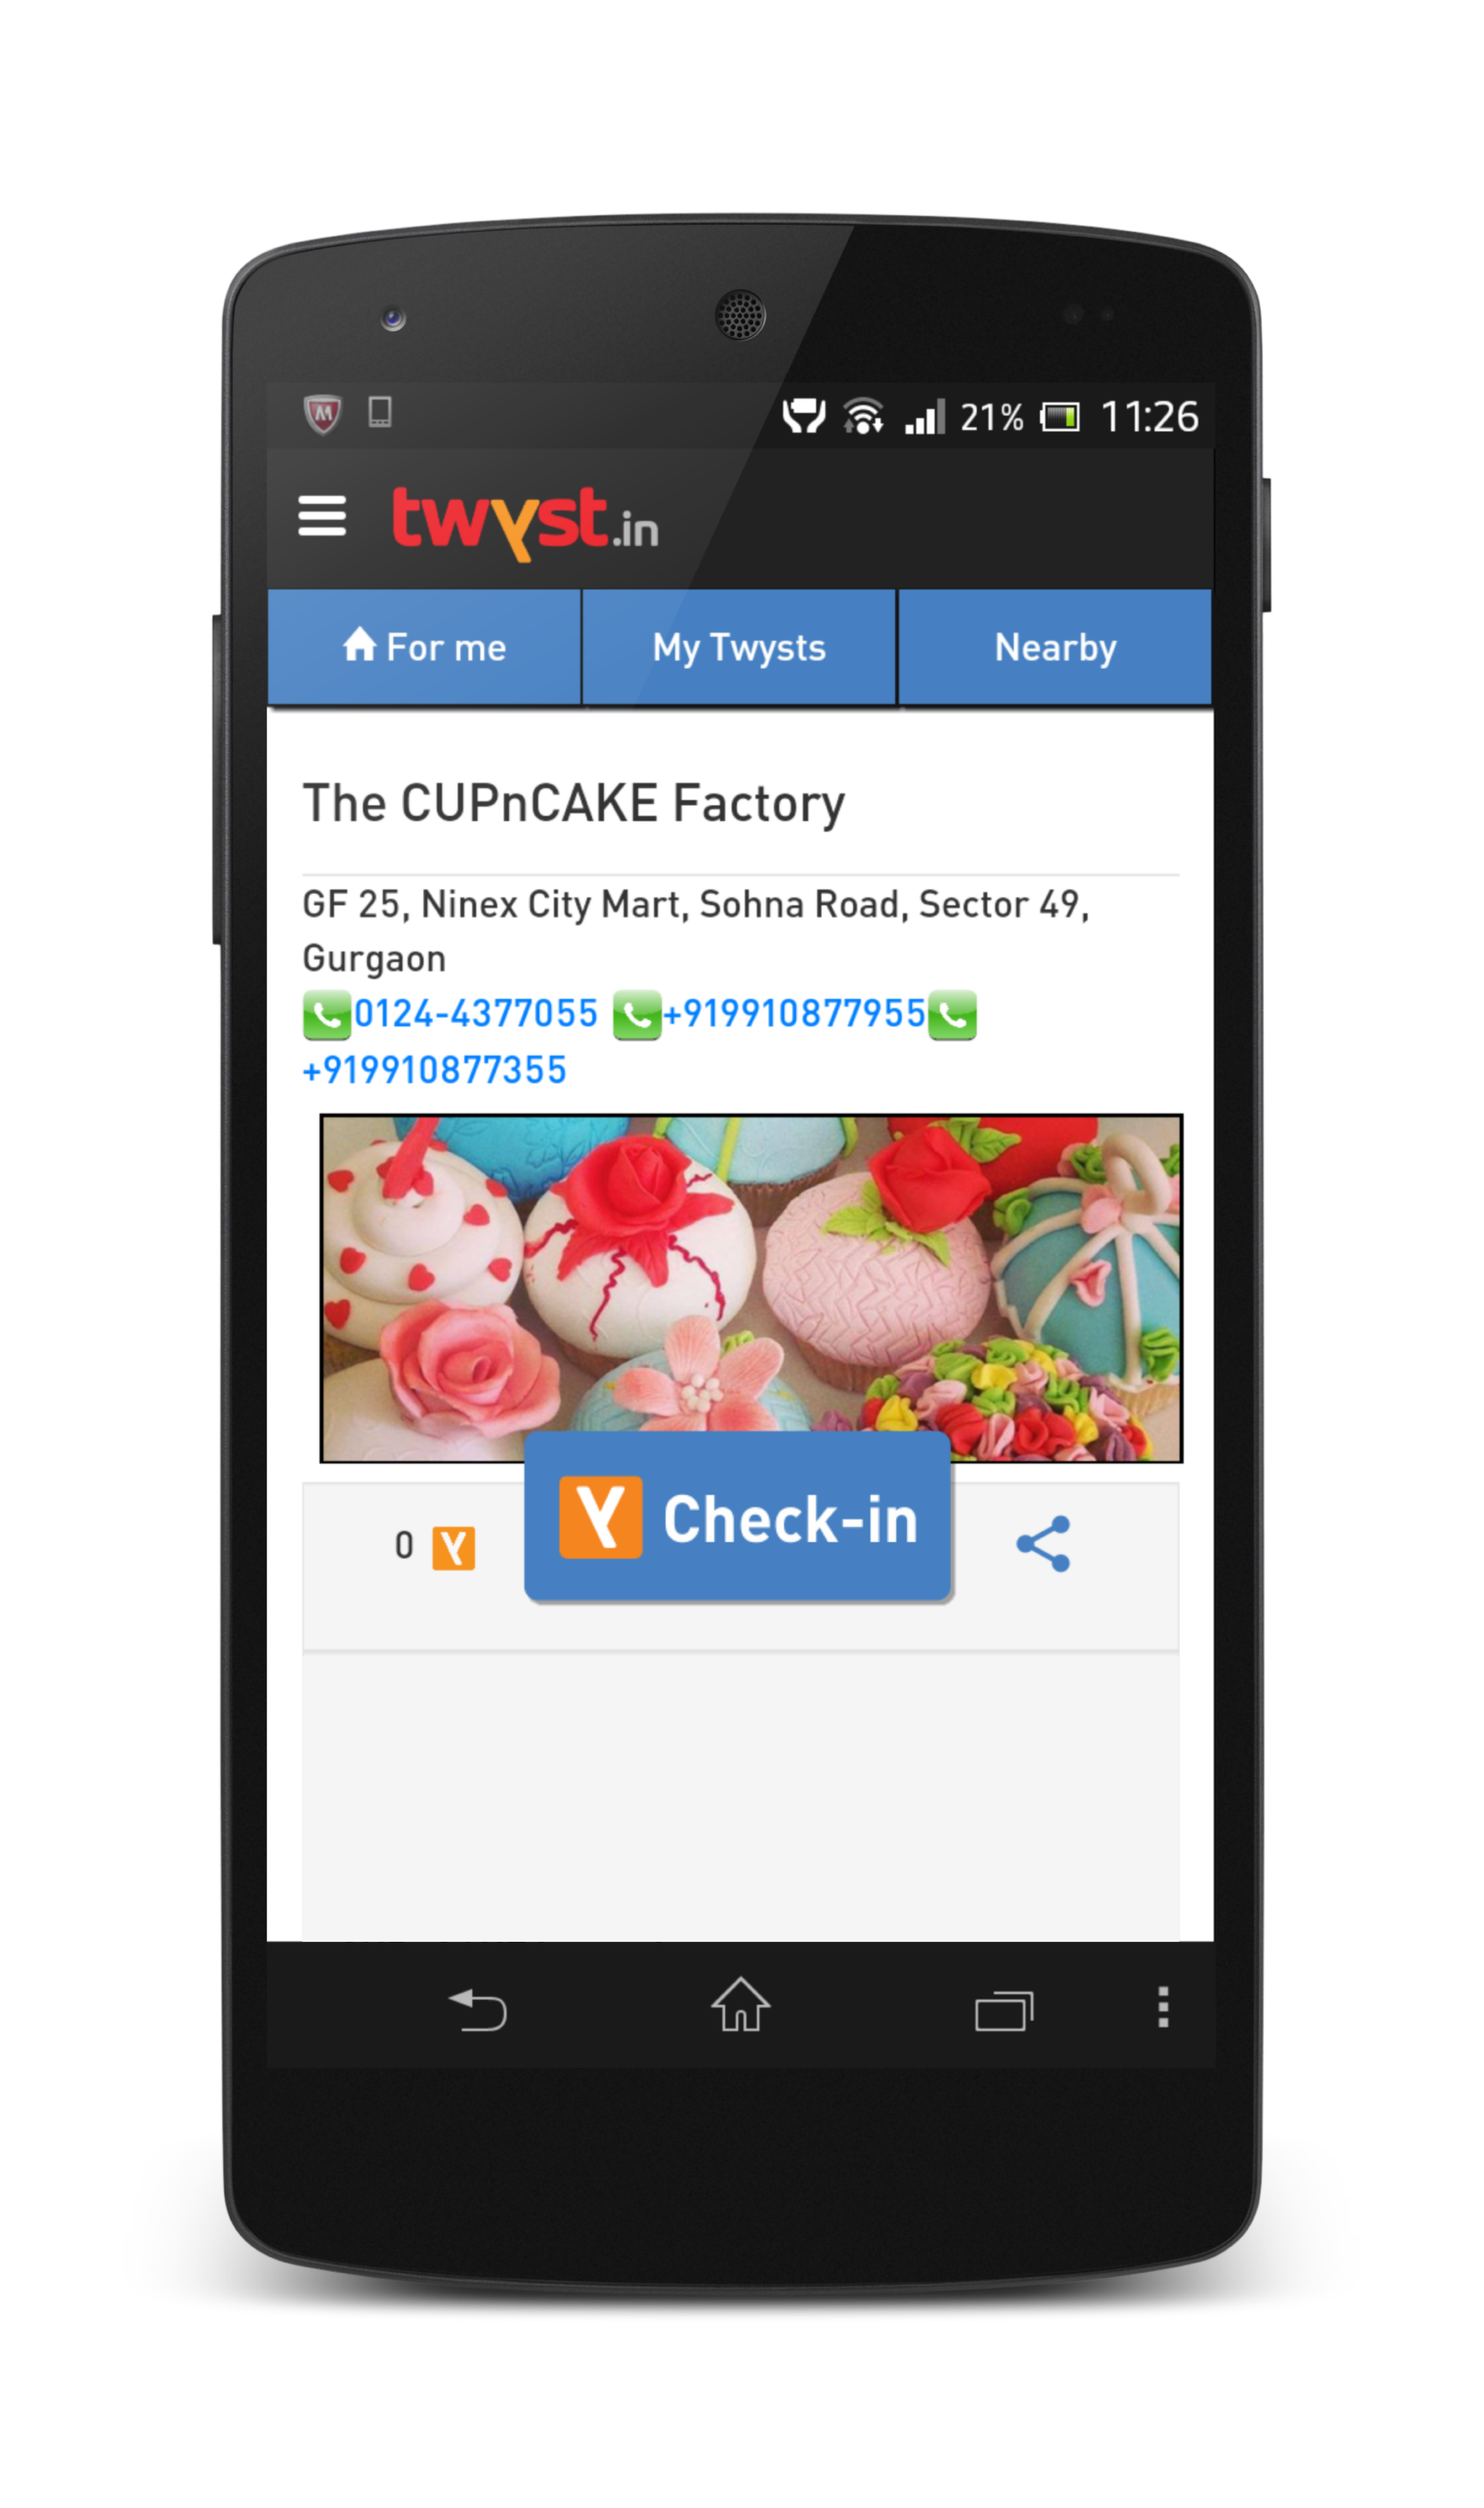 21% 11:26
twyst.in
For me My Twysts Nearby
The CUPnCAKE Factory
GF 25, Ninex City Mart, Sohna Road, Sector 49,
Gurgaon
0124-4377055 +919910877955
+919910877355
0 Y Y Check-in